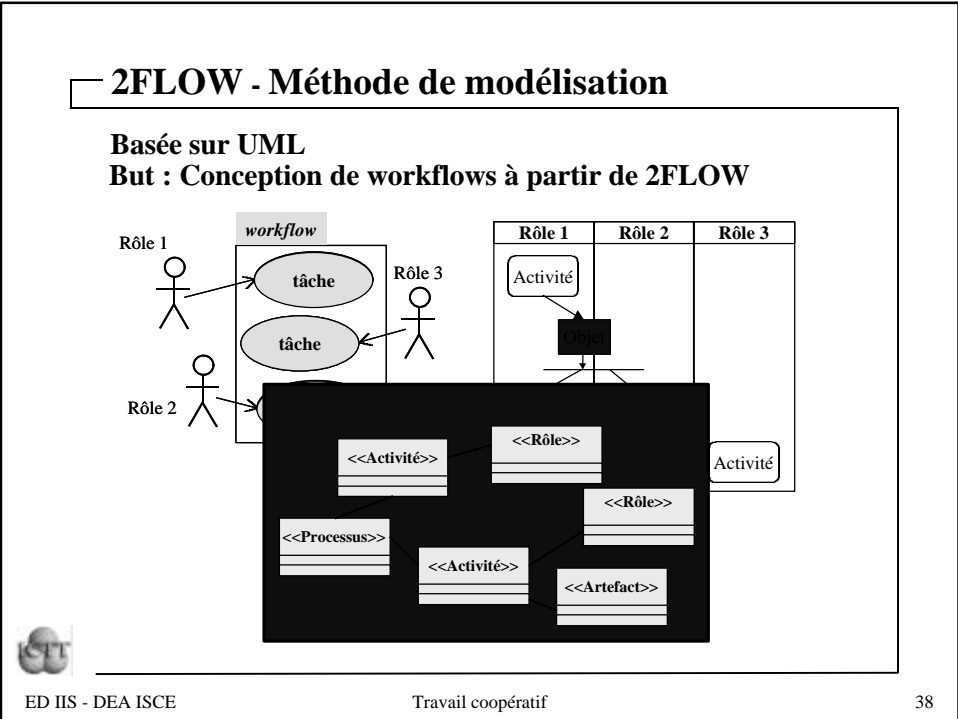 2FLOW - Méthode de modélisation
Basée sur UML
But : Conception de workflows à partir de 2FLOW
workflow
Rôle 1
tâche
Rôle 3
tâche
Rôle 2
Rôle 1 Rôle 2 Rôle 3
Activité
Objet
Activité
<<Activité>>
<<Rôle>>
<<Rôle>>
<<Processus>>
<<Activité>>
<<Artefact>>
ICTT
ED IIS - DEA ISCE Travail coopératif 38